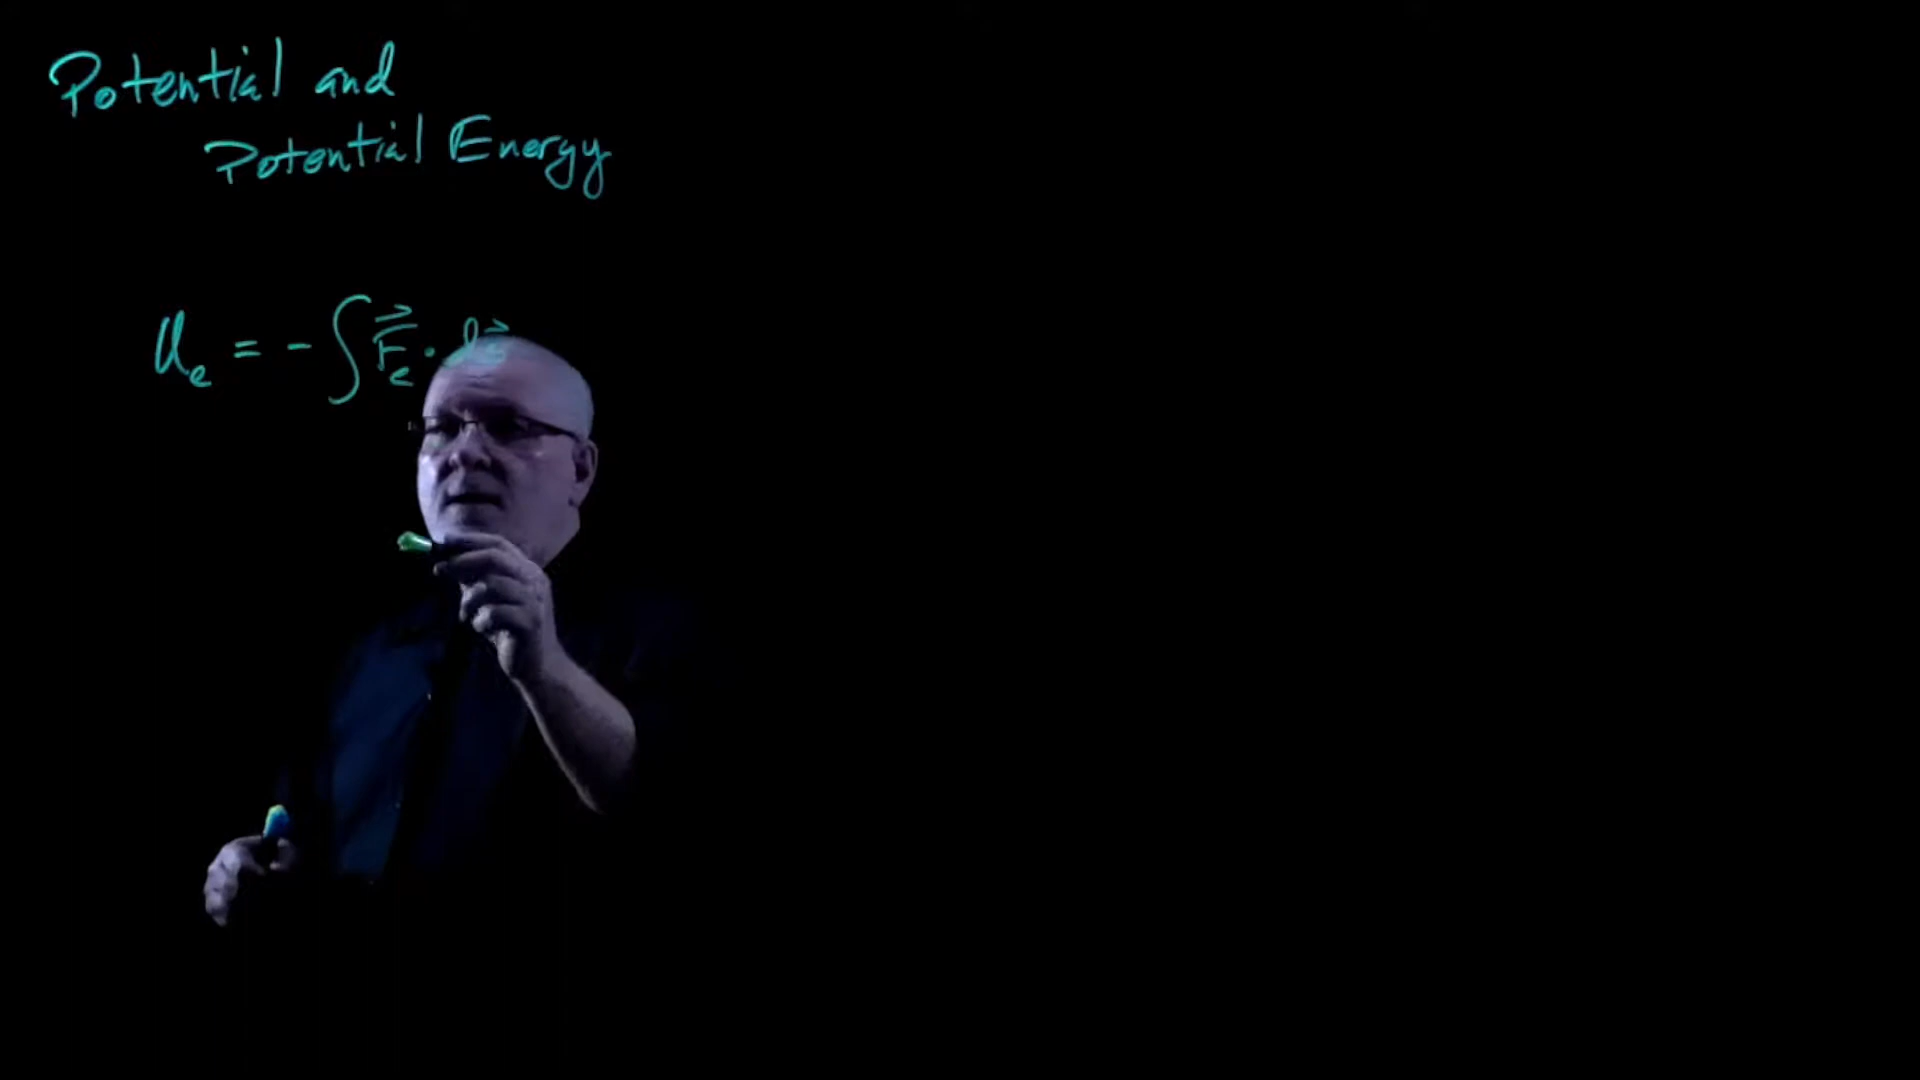 Potential and
Potential Energy
Uₑ = - ∫ F⃗ₑ ·